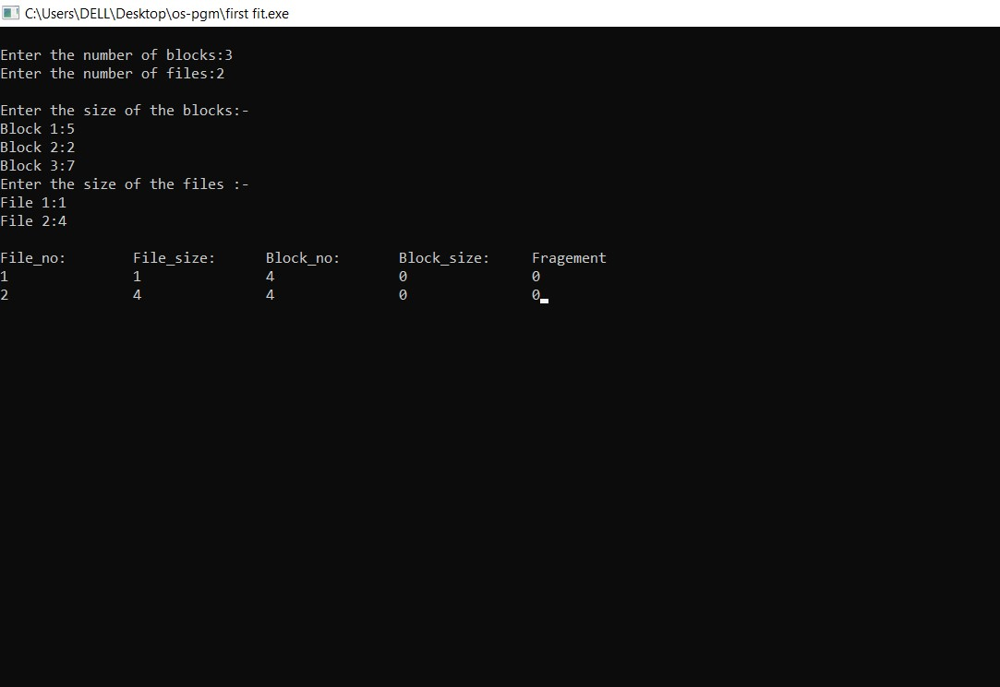 C:\Users\DELL\Desktop\os-pgm\first fit.exe
Enter the number of blocks:3
Enter the number of files:2
Enter the size of the blocks:-
Block 1:5
Block 2:2
Block 3:7
Enter the size of the files :-
File 1:1
File 2:4
File_no:	File_size:	Block_no:	Block_size:	Fragement
1	1	4	0	0
2	4	4	0	0